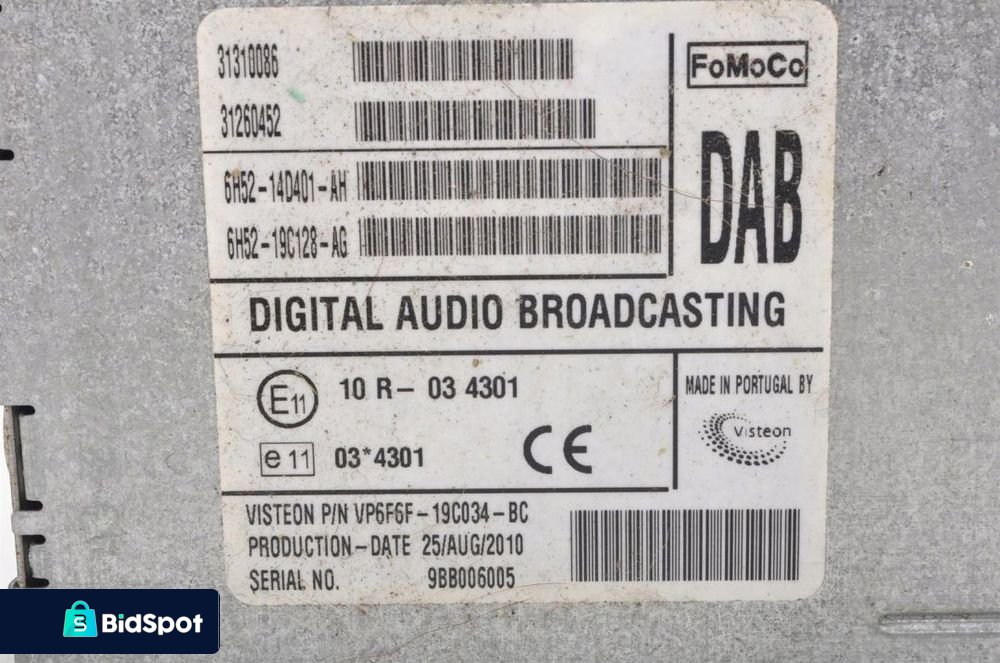 31310086
31260452
FoMoCo
DAB
6H52-14D401-AH
6H52-19C128-AG
DIGITAL AUDIO BROADCASTING
E11 10 R- 03 4301
e 11 03*4301
CE
MADE IN PORTUGAL BY
Visteon
VISTEON P/N VP6F6F-19C034-BC
PRODUCTION-DATE 25/AUG/2010
SERIAL NO. 9BB006005
S BidSpot